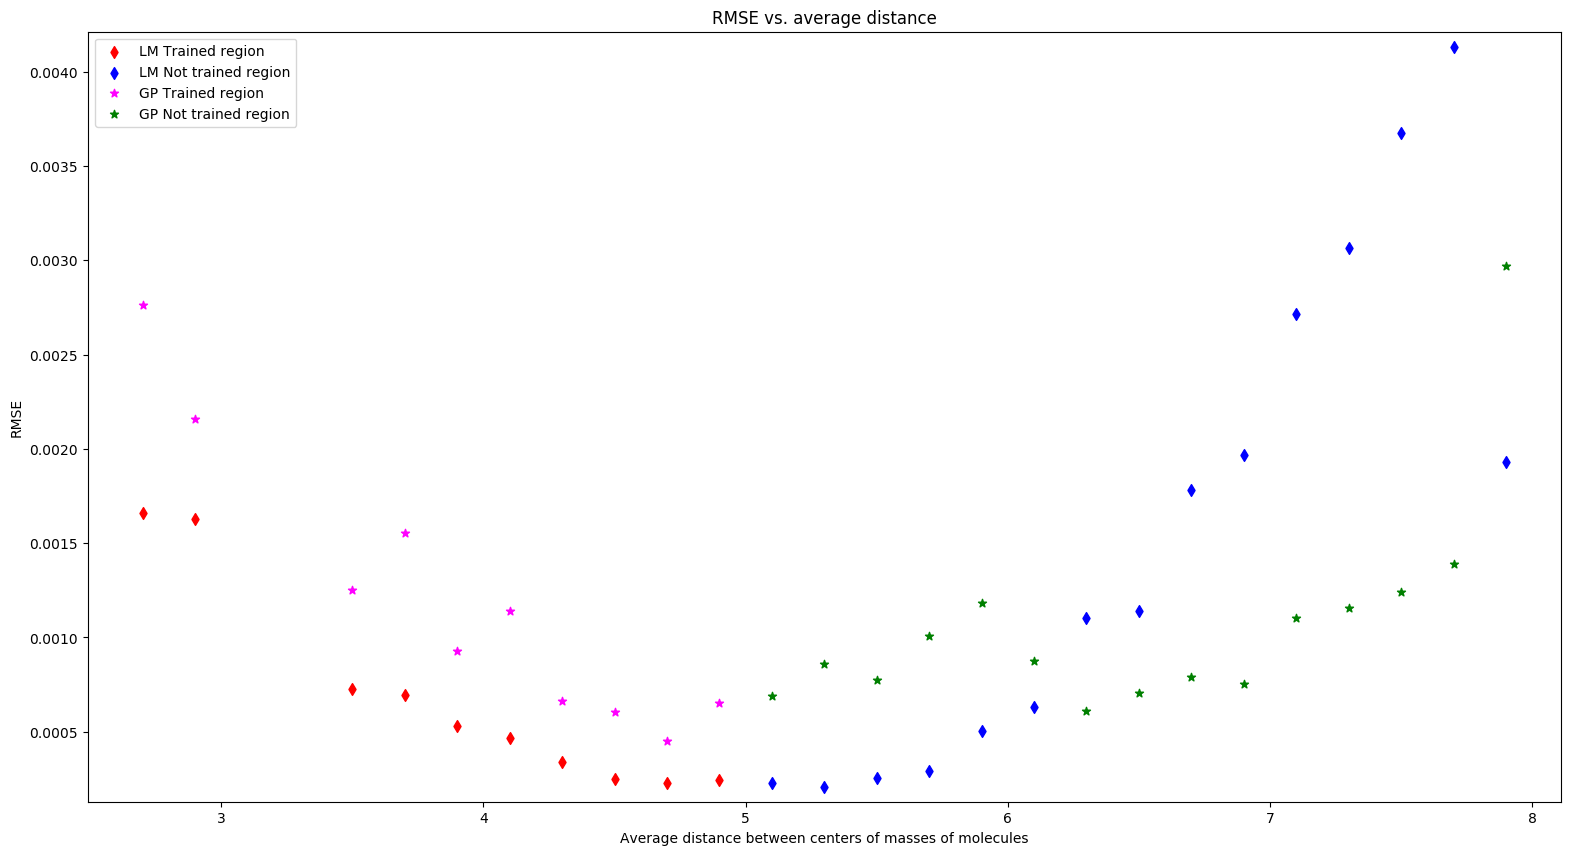 RMSE vs. average distance
LM Trained region
LM Not trained region
GP Trained region
GP Not trained region
0.0040
0.0035
0.0030
0.0025
0.0020
0.0015
0.0010
0.0005
RMSE
3 4 5 6 7 8
Average distance between centers of masses of molecules